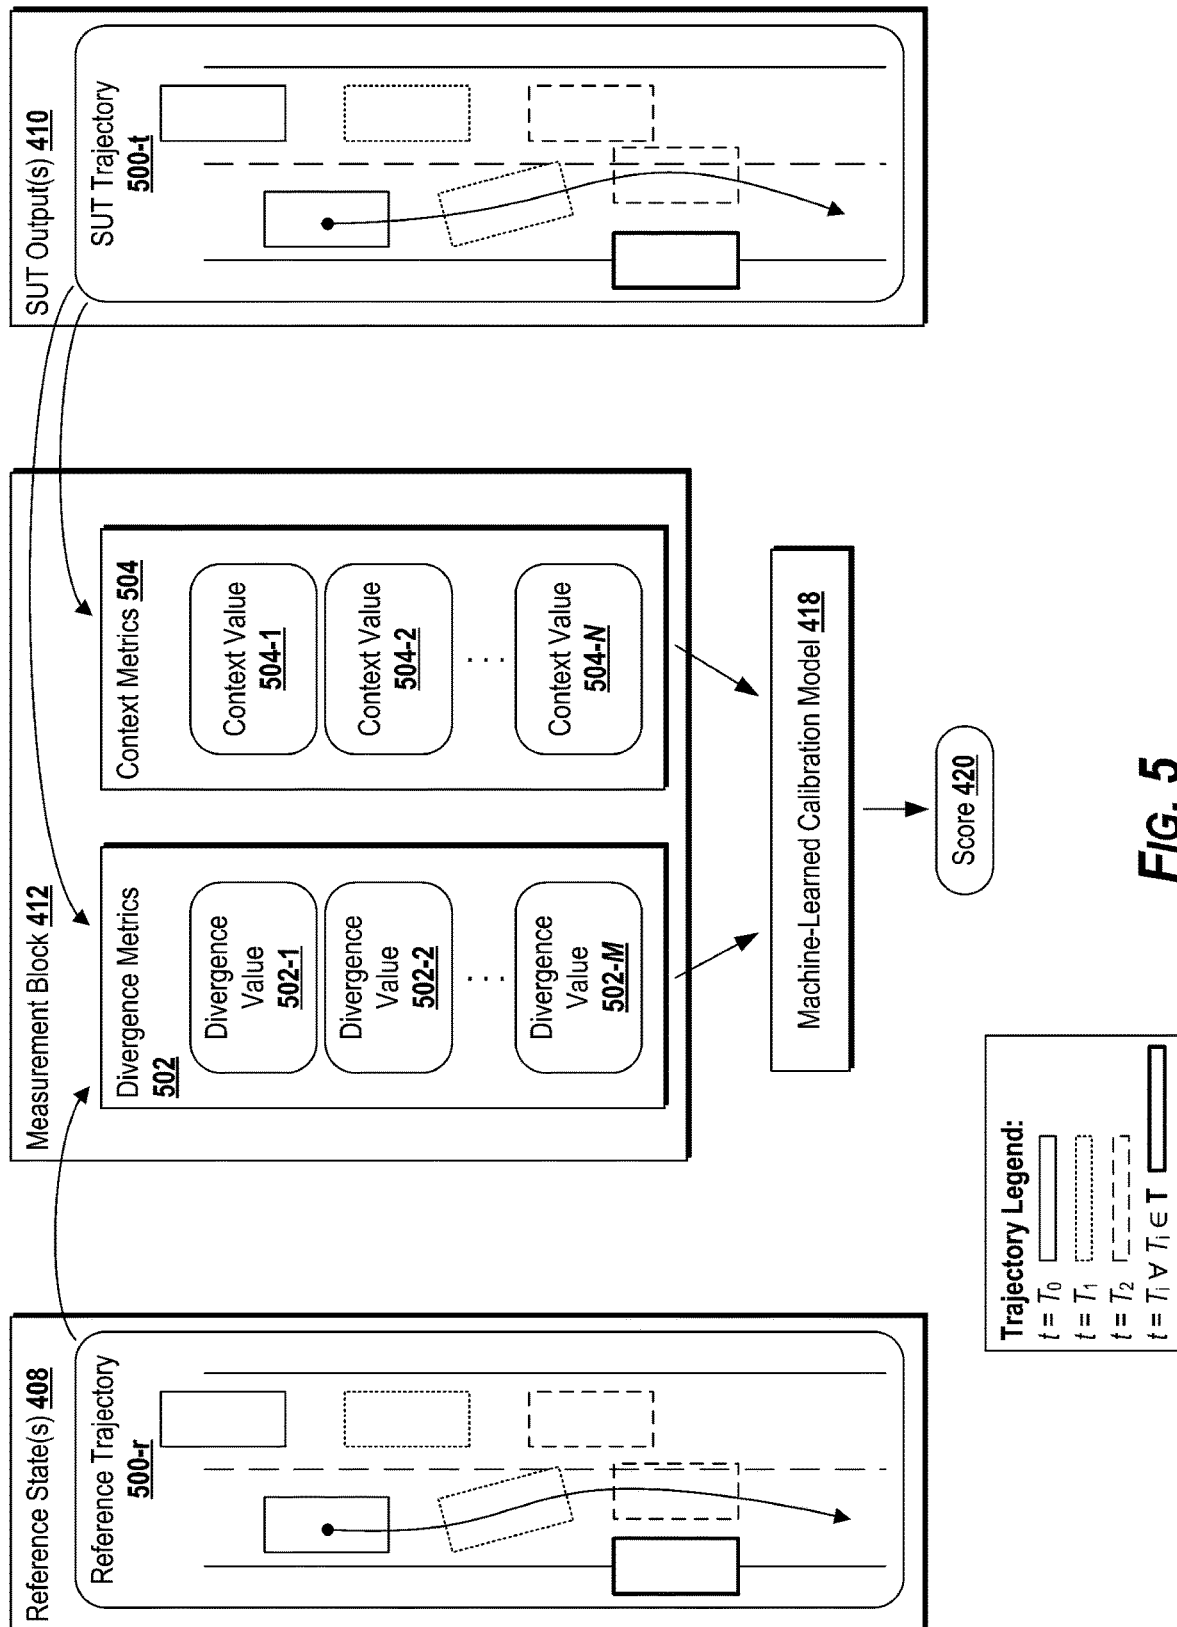 Reference State(s) 408
Reference Trajectory
500-r
Measurement Block 412
Divergence Metrics
502
Divergence
Value
502-1
Divergence
Value
502-2
. . .
Divergence
Value
502-M
Context Metrics 504
Context Value
504-1
Context Value
504-2
. . .
Context Value
504-N
SUT Output(s) 410
SUT Trajectory
500-t
Machine-Learned Calibration Model 418
Score 420
Trajectory Legend:
t = T0
t = T1
t = T2
t = Ti ∀ Ti ∈ T
FIG. 5